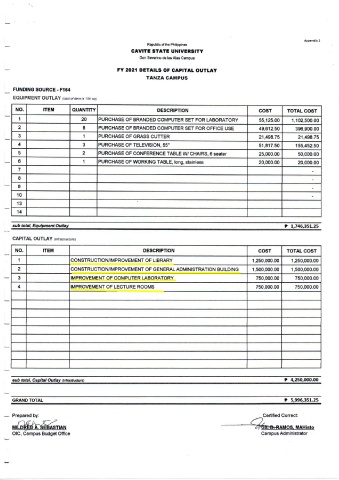 Appendix 2
Republic of the Philippines
CAVITE STATE UNIVERSITY
Don Severino de las Alas Campus
FY 2021 DETAILS OF CAPITAL OUTLAY
TANZA CAMPUS
FUNDING SOURCE - F164
EQUIPMENT OUTLAY
NO. ITEM QUANTITY DESCRIPTION COST TOTAL COST
1 20 PURCHASE OF BRANDED COMPUTER SET FOR LABORATORY 55,125.00 1,102,500.00
2 8 PURCHASE OF BRANDED COMPUTER SET FOR OFFICE USE 49,612.50 396,900.00
3 1 PURCHASE OF GRASS CUTTER 21,498.75 21,498.75
4 3 PURCHASE OF TELEVISION, 55" 51,817.50 155,452.50
5 2 PURCHASE OF CONFERENCE TABLE W/ CHAIRS, 6 seater 25,000.00 50,000.00
6 1 PURCHASE OF WORKING TABLE, long, stainless 20,000.00 20,000.00
7 -
8 -
9 -
10 -
13
14
sub total, Equipment Outlay ₱ 1,746,351.25
CAPITAL OUTLAY (Infrastructure)
NO. ITEM DESCRIPTION COST TOTAL COST
1 CONSTRUCTION/IMPROVEMENT OF LIBRARY 1,250,000.00 1,250,000.00
2 CONSTRUCTION/IMPROVEMENT OF GENERAL ADMINISTRATION BUILDING 1,500,000.00 1,500,000.00
3 IMPROVEMENT OF COMPUTER LABORATORY 750,000.00 750,000.00
4 IMPROVEMENT OF LECTURE ROOMS 750,000.00 750,000.00
sub total, Capital Outlay (Infrastructure) ₱ 4,250,000.00
GRAND TOTAL ₱ 5,996,351.25
Prepared by: Certified Correct:
MILDRED A. SEBASTIAN RAMOS, MAHisto
OIC, Campus Budget Office Campus Administrator